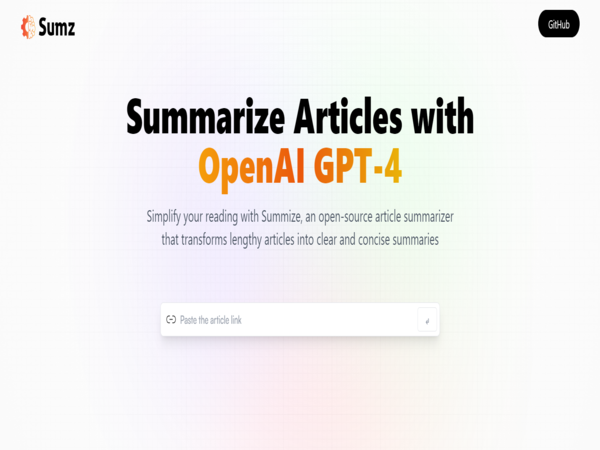 Sumz
GitHub
Summarize Articles with
OpenAI GPT-4
Simplify your reading with Summize, an open-source article summarizer
that transforms lengthy articles into clear and concise summaries
Paste the article link